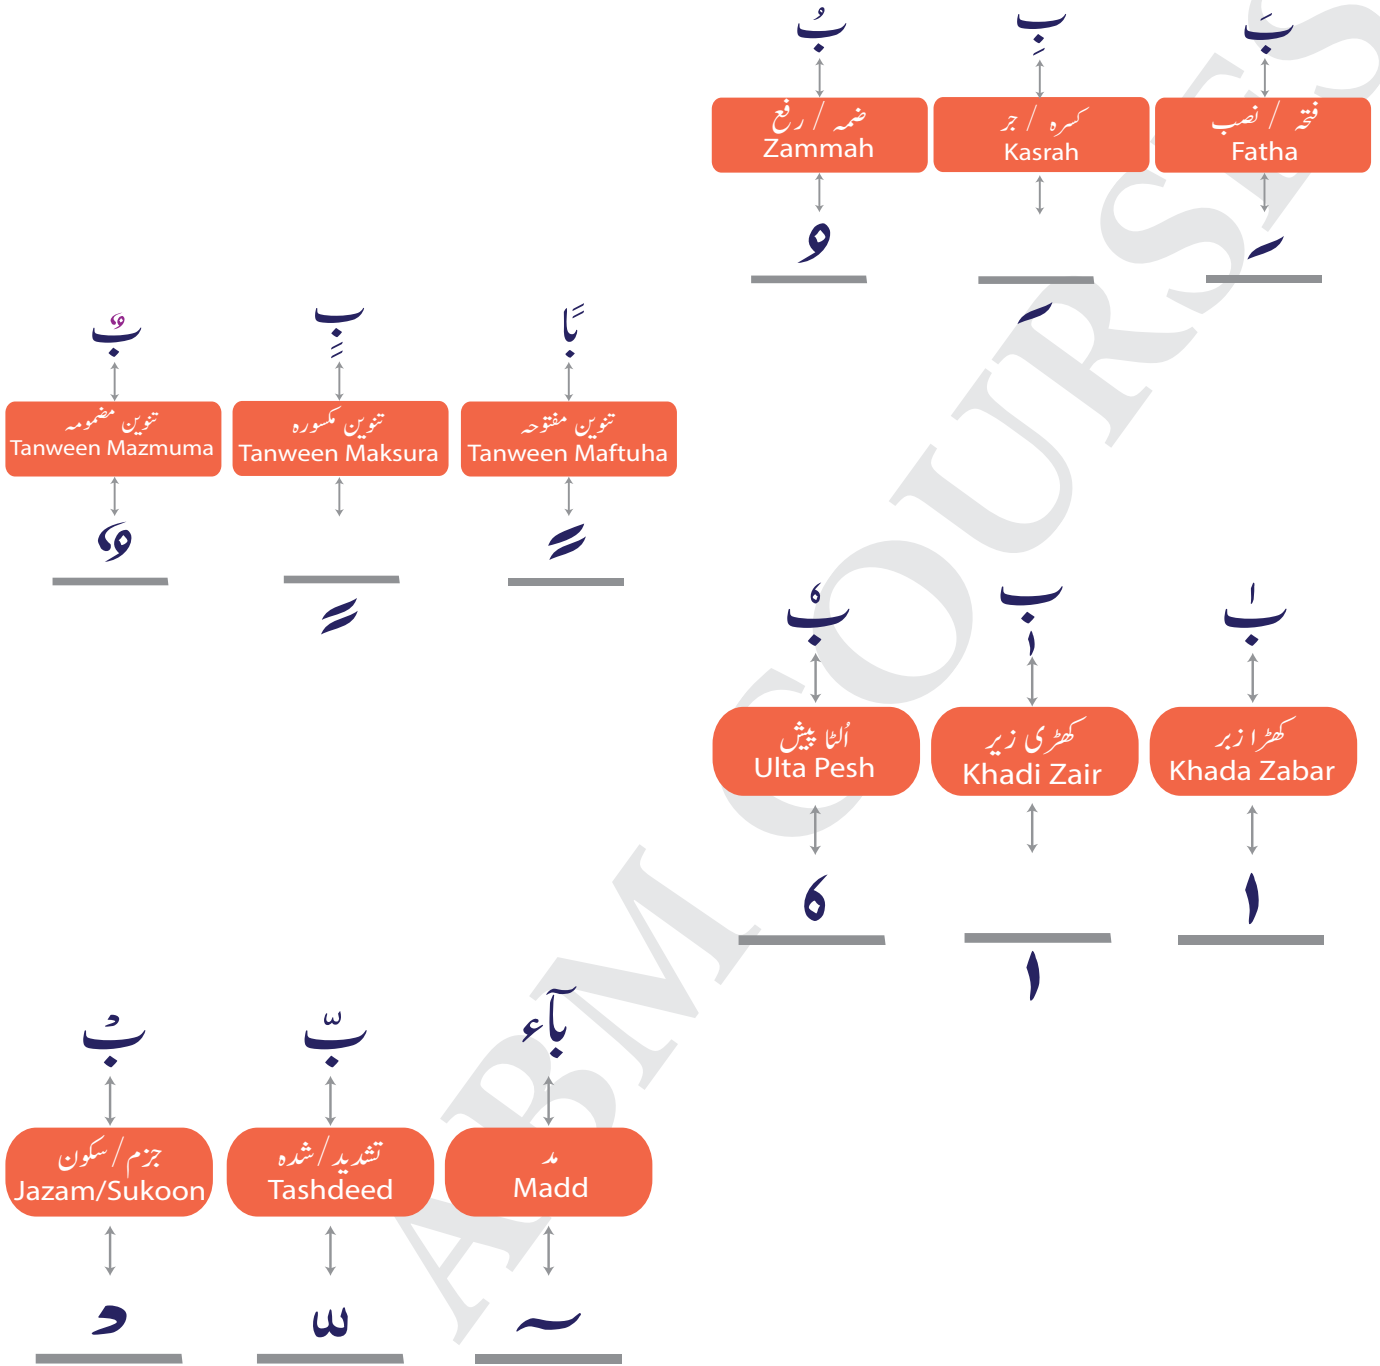 بَ بِ بُ
فتحہ / نصب
Fatha
کسرہ / جر
Kasrah
ضمہ / رفع
Zammah
َ ِ ُ
بًا بٍ بٌ
تنوین مفتوحہ
Tanween Maftuha
تنوین مکسورہ
Tanween Maksura
تنوین مضمومہ
Tanween Mazmuma
ً ٍ ٌ
بٰ بٖ بٗ
کھڑا زبر
Khada Zabar
کھڑی زیر
Khadi Zair
اُلٹا پیش
Ulta Pesh
ٰ ٖ ٗ
بآء بّ بْ
مد
Madd
تشدید/شدہ
Tashdeed
جزم/سکون
Jazam/Sukoon
ٓ ّ ْ
ABM COURSES